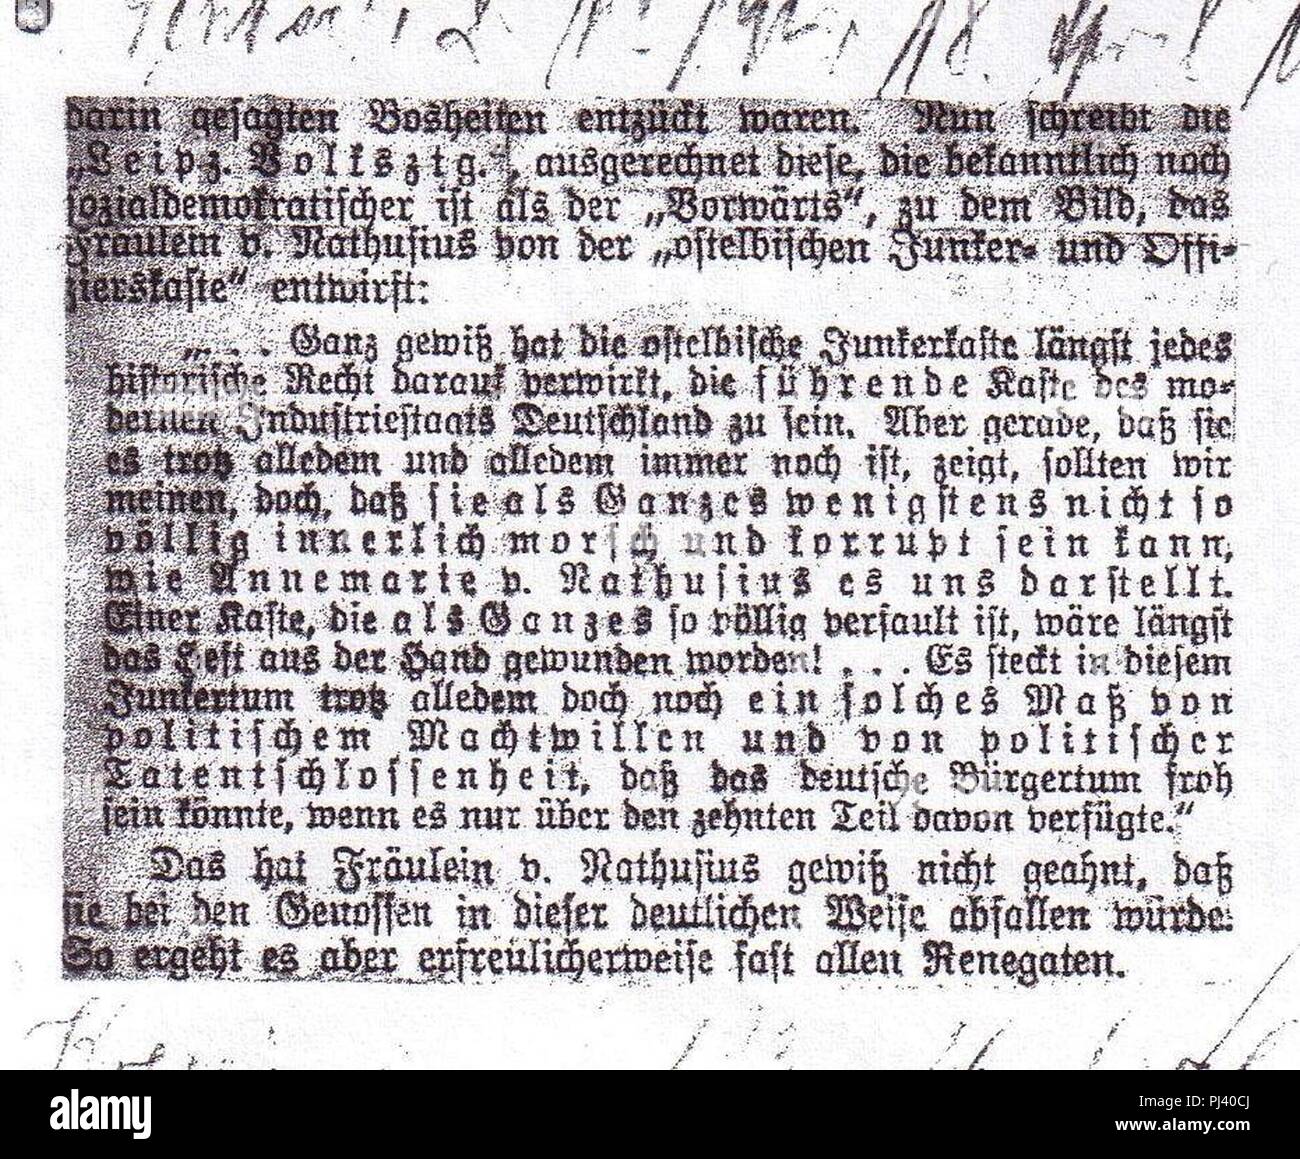 darin gesagten Bosheiten entzückt waren. Nun schreibt die
„Leipz. Volksztg.“, ausgerechnet diese, die bekanntlich noch
sozialdemokratischer ist als der „Vorwärts“, zu dem Bild, das
Fräulein v. Nathusius von der „ostelbischen Junker- und Offi-
zierskaste“ entwirft:
„. . . Ganz gewiß hat die ostelbische Junkerkaste längst jedes
historische Recht darauf verwirkt, die führende Kaste des mo-
dernen Industriestaats Deutschland zu sein. Aber gerade, daß sie
es trotz alledem und alledem immer noch ist, zeigt, sollten wir
meinen, doch, daß sie als Ganzes wenigstens nicht so
völlig innerlich morsch und korrupt sein kann,
wie Annemarie v. Nathusius es uns darstellt.
Einer Kaste, die als Ganzes so völlig verfault ist, wäre längst
das Heft aus der Hand gewunden worden! . . . Es steckt in diesem
Junkertum trotz alledem doch noch ein solches Maß von
politischem Machtwillen und von politischer
Tatentschlossenheit, daß das deutsche Bürgertum froh
sein könnte, wenn es nur über den zehnten Teil davon verfügte.“
Das hat Fräulein v. Nathusius gewiß nicht geahnt, daß
sie bei den Genossen in dieser deutlichen Weise abfallen würde.
So ergeht es aber erfreulicherweise fast allen Renegaten.
alamy
Image ID: PJ40CJ
www.alamy.com